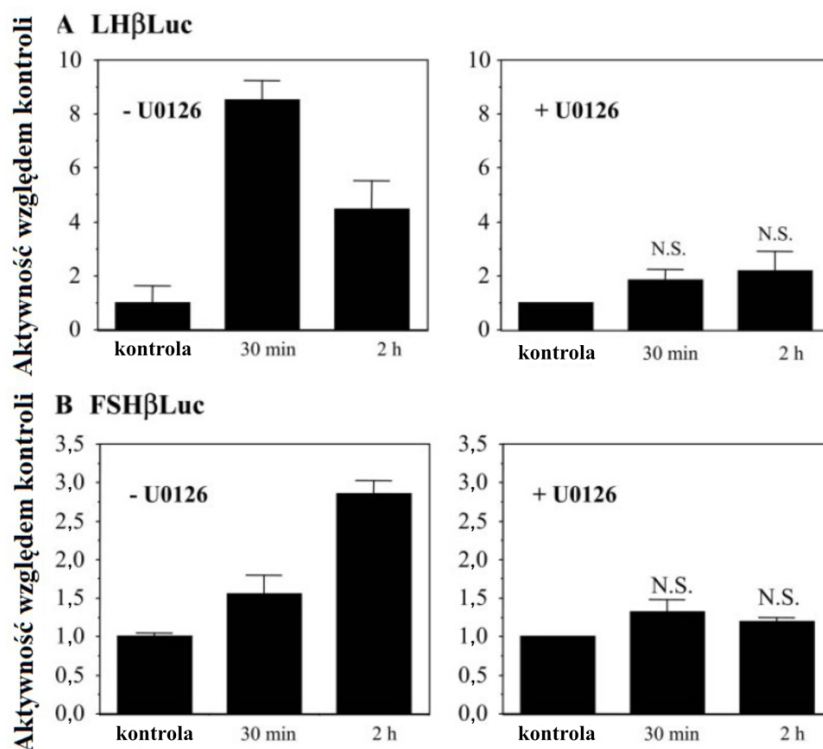 A LHβLuc
Aktywność względem kontroli
10
8
6
4
2
0
- U0126
kontrola
30 min
2 h
10
8
6
4
2
0
+ U0126
N.S.
N.S.
kontrola
30 min
2 h
B FSHβLuc
Aktywność względem kontroli
3,5
3,0
2,5
2,0
1,5
1,0
0,5
0,0
- U0126
kontrola
30 min
2 h
3,5
3,0
2,5
2,0
1,5
1,0
0,5
0,0
+ U0126
N.S.
N.S.
kontrola
30 min
2 h